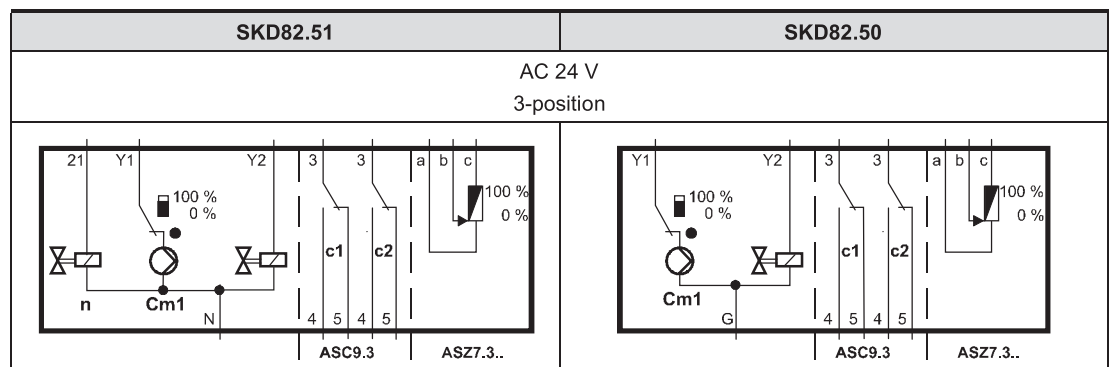 SKD82.51 SKD82.50
AC 24 V
3-position
21 Y1 Y2 3 3 a b c Y1 Y2 3 3 a b c
100 % 100 % 100 % 100 %
0 % 0 % 0 % 0 %
c1 c2 c1 c2
n Cm1 Cm1
N 4 5 4 5 G 4 5 4 5
ASC9.3 ASZ7.3.. ASC9.3 ASZ7.3..